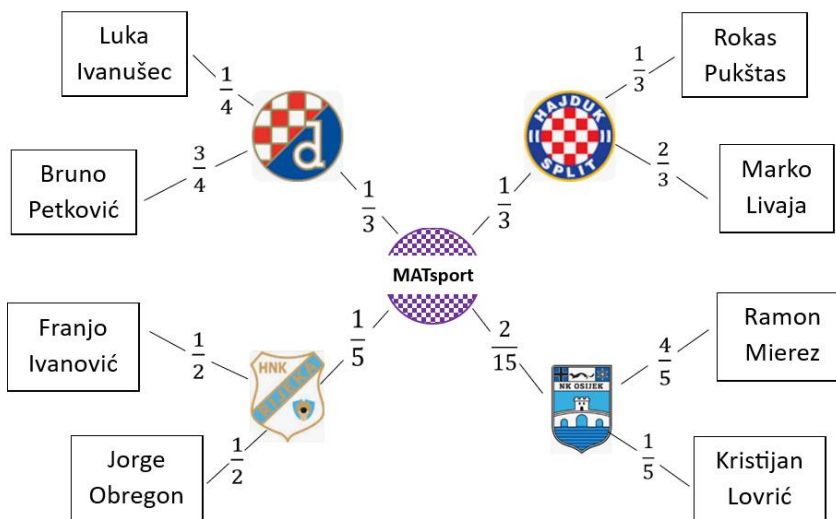 Luka
Ivanušec
1/4
Bruno
Petković
3/4
d
1/3
Rokas
Pukštas
1/3
HAJDUK
SPLIT
Marko
Livaja
2/3
1/3
MATsport
Franjo
Ivanović
1/2
HNK
RIJEKA
1/5
Jorge
Obregon
1/2
2/15
NK OSIJEK
Ramon
Mierez
4/5
Kristijan
Lovrić
1/5